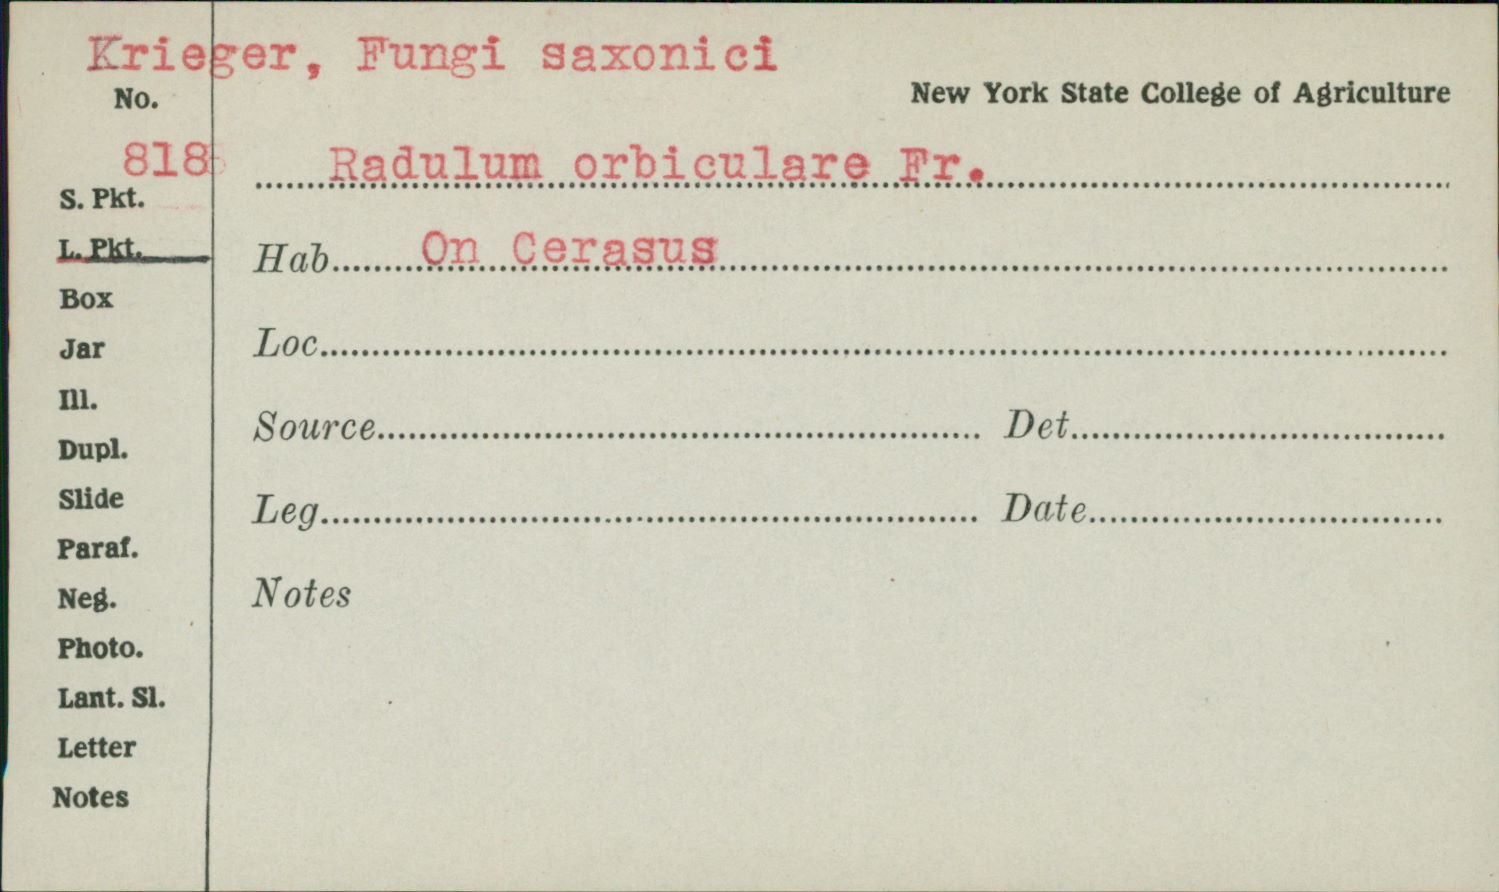 Krieger, Fungi saxonici
No.
New York State College of Agriculture
818
Radulum orbiculare Fr.
S. Pkt.
L. Pkt.
Hab. On Cerasus
Box
Jar
Loc.
Ill.
Source Det.
Dupl.
Slide
Leg. Date
Paraf.
Neg.
Notes
Photo.
Lant. Sl.
Letter
Notes